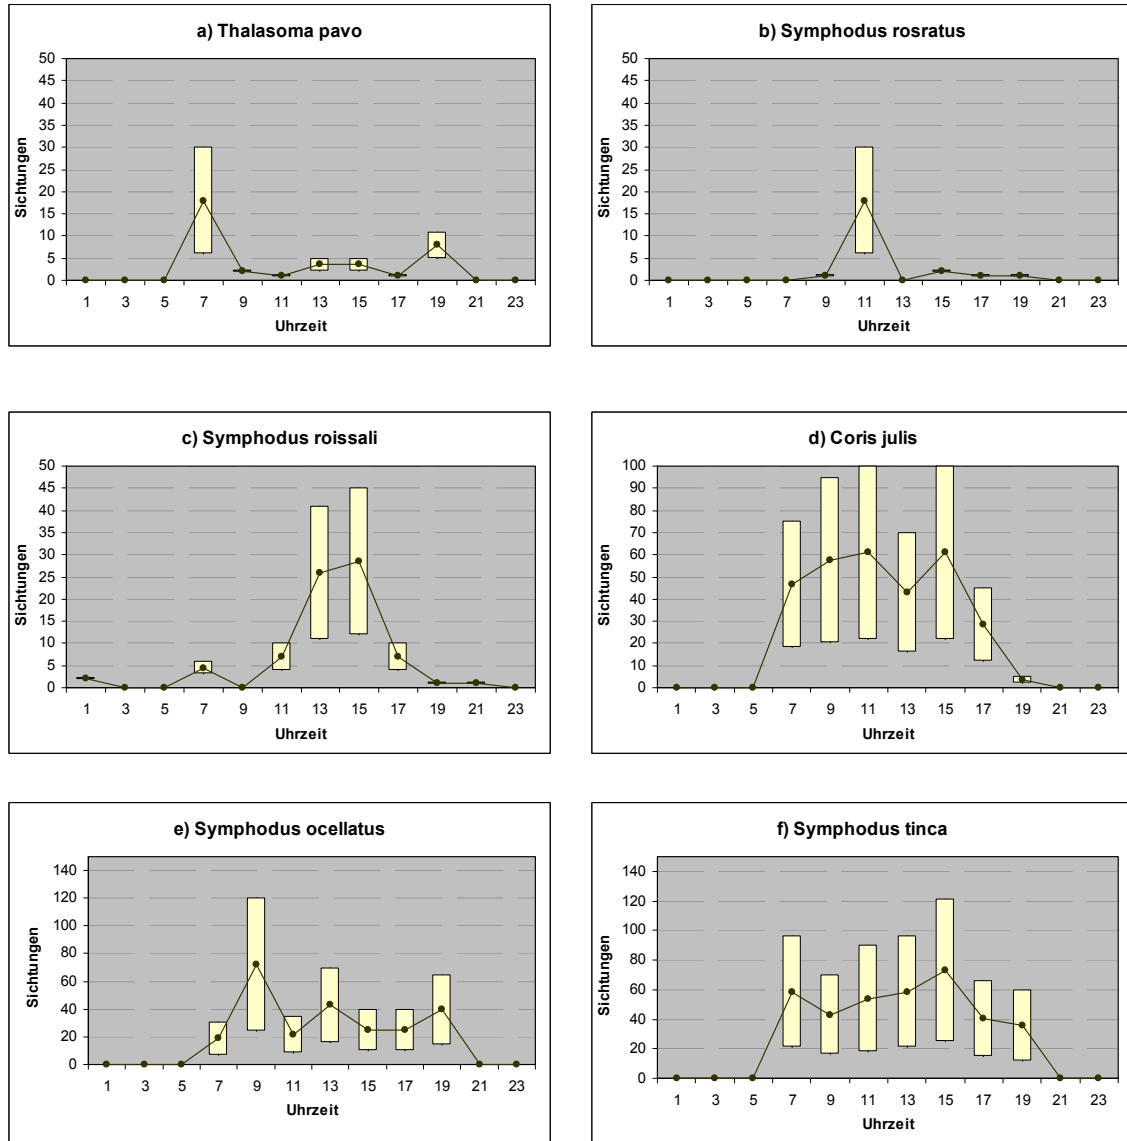 a) Thalasoma pavo
50
45
40
35
30
25
20
15
10
5
0
Sichtungen
1 3 5 7 9 11 13 15 17 19 21 23
Uhrzeit
b) Symphodus rosratus
50
45
40
35
30
25
20
15
10
5
0
Sichtungen
1 3 5 7 9 11 13 15 17 19 21 23
Uhrzeit
c) Symphodus roissali
50
45
40
35
30
25
20
15
10
5
0
Sichtungen
1 3 5 7 9 11 13 15 17 19 21 23
Uhrzeit
d) Coris julis
100
90
80
70
60
50
40
30
20
10
0
Sichtungen
1 3 5 7 9 11 13 15 17 19 21 23
Uhrzeit
e) Symphodus ocellatus
140
120
100
80
60
40
20
0
Sichtungen
1 3 5 7 9 11 13 15 17 19 21 23
Uhrzeit
f) Symphodus tinca
140
120
100
80
60
40
20
0
Sichtungen
1 3 5 7 9 11 13 15 17 19 21 23
Uhrzeit